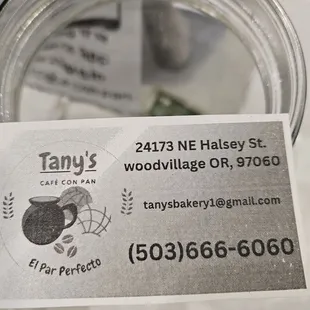 Tany's
CAFÉ CON PAN
El Par Perfecto
24173 NE Halsey St.
woodvillage OR, 97060
tanysbakery1@gmail.com
(503)666-6060